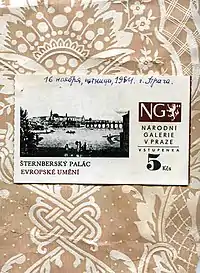 16 ноября, пятница, 1984. г. Прага.
NG
NÁRODNÍ
GALERIE
V PRAZE
VSTUPENKA
5 Kčs
ŠTERNBERSKÝ PALÁC
EVROPSKÉ UMĚNÍ